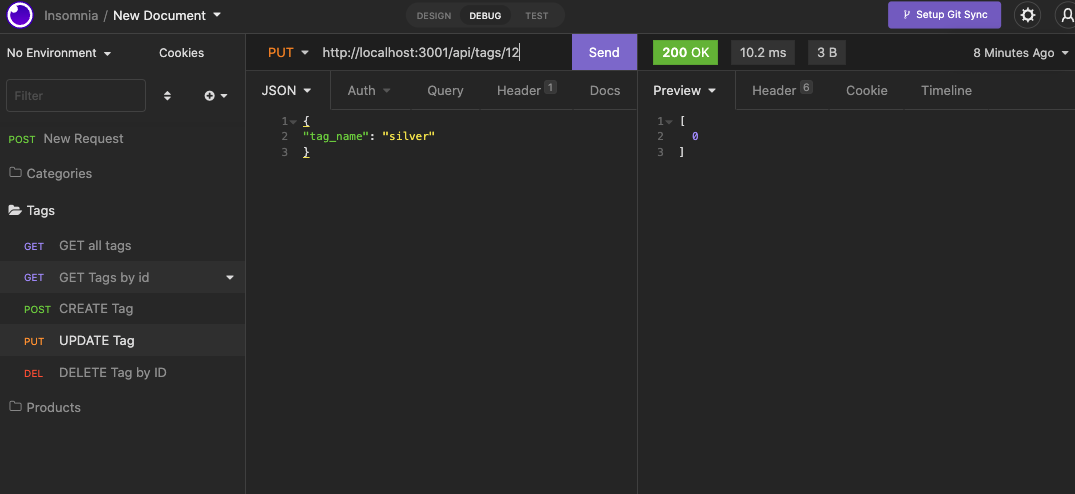 Insomnia / New Document
DESIGN DEBUG TEST
Setup Git Sync
No Environment Cookies
PUT http://localhost:3001/api/tags/12 Send
200 OK 10.2 ms 3 B 8 Minutes Ago
Filter
JSON Auth Query Header 1 Docs
Preview Header 6 Cookie Timeline
1 {
2 "tag_name": "silver"
3 }
1 [
2 0
3 ]
POST New Request
Categories
Tags
GET GET all tags
GET GET Tags by id
POST CREATE Tag
PUT UPDATE Tag
DEL DELETE Tag by ID
Products